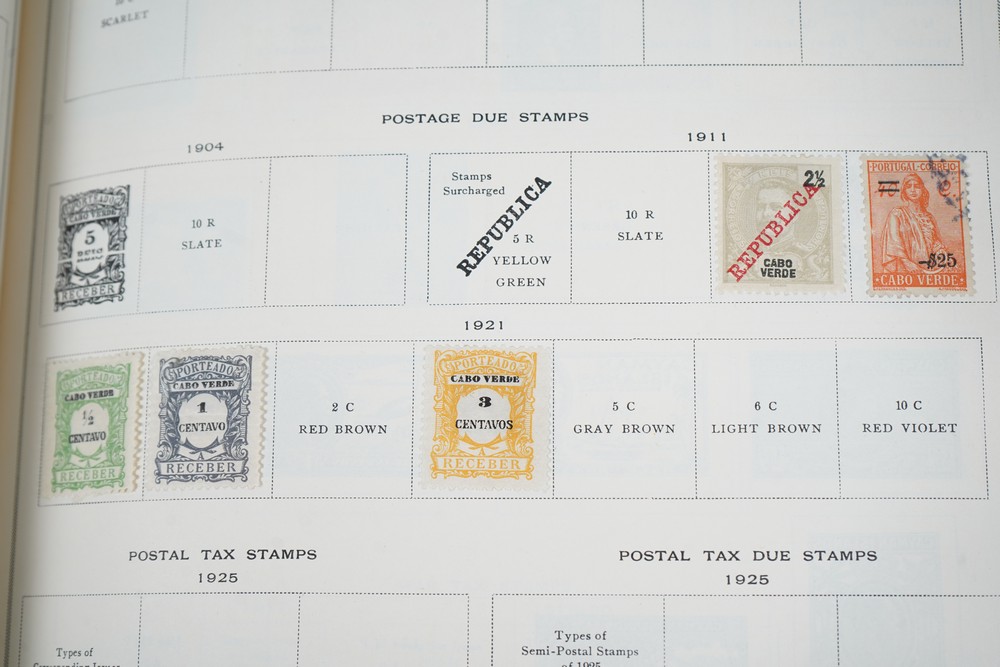 SCARLET
POSTAGE DUE STAMPS
1904
1911
CABO VERDE
5
RECEBER
10 R
SLATE
Stamps
Surcharged
REPUBLICA
5 R
YELLOW
GREEN
10 R
SLATE
2½
REPUBLICA
CABO
VERDE
PORTUGAL·CORREIO
$25
CABO VERDE
1921
PORTEADO
CABO VERDE
½
CENTAVO
A
RECEBER
PORTEADO
CABO VERDE
1
CENTAVO
A
RECEBER
2 C
RED BROWN
PORTEADO
CABO VERDE
3
CENTAVOS
A
RECEBER
5 C
GRAY BROWN
6 C
LIGHT BROWN
10 C
RED VIOLET
POSTAL TAX STAMPS
1925
POSTAL TAX DUE STAMPS
1925
Types of
Types of
Semi-Postal Stamps
of 1925